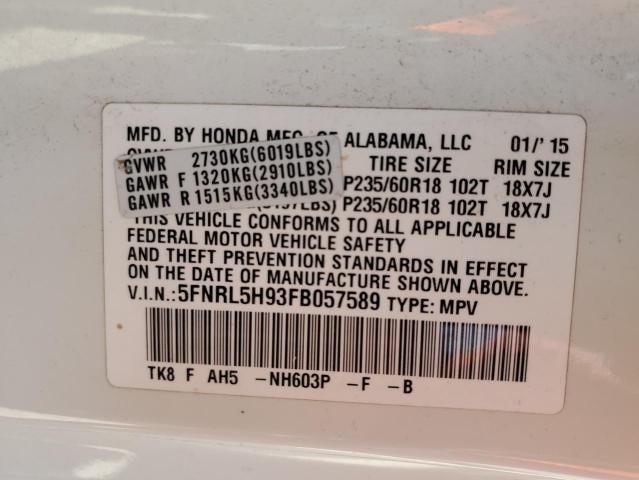 MFD. BY HONDA MFG. OF ALABAMA, LLC 01/'15
GVWR 2730KG(6019LBS) TIRE SIZE RIM SIZE
GAWR F 1320KG(2910LBS) P235/60R18 102T 18X7J
GAWR R 1515KG(3340LBS) P235/60R18 102T 18X7J
THIS VEHICLE CONFORMS TO ALL APPLICABLE
FEDERAL MOTOR VEHICLE SAFETY
AND THEFT PREVENTION STANDARDS IN EFFECT
ON THE DATE OF MANUFACTURE SHOWN ABOVE.
V.I.N.:5FNRL5H93FB057589 TYPE: MPV
TK8 F AH5 -NH603P -F -B